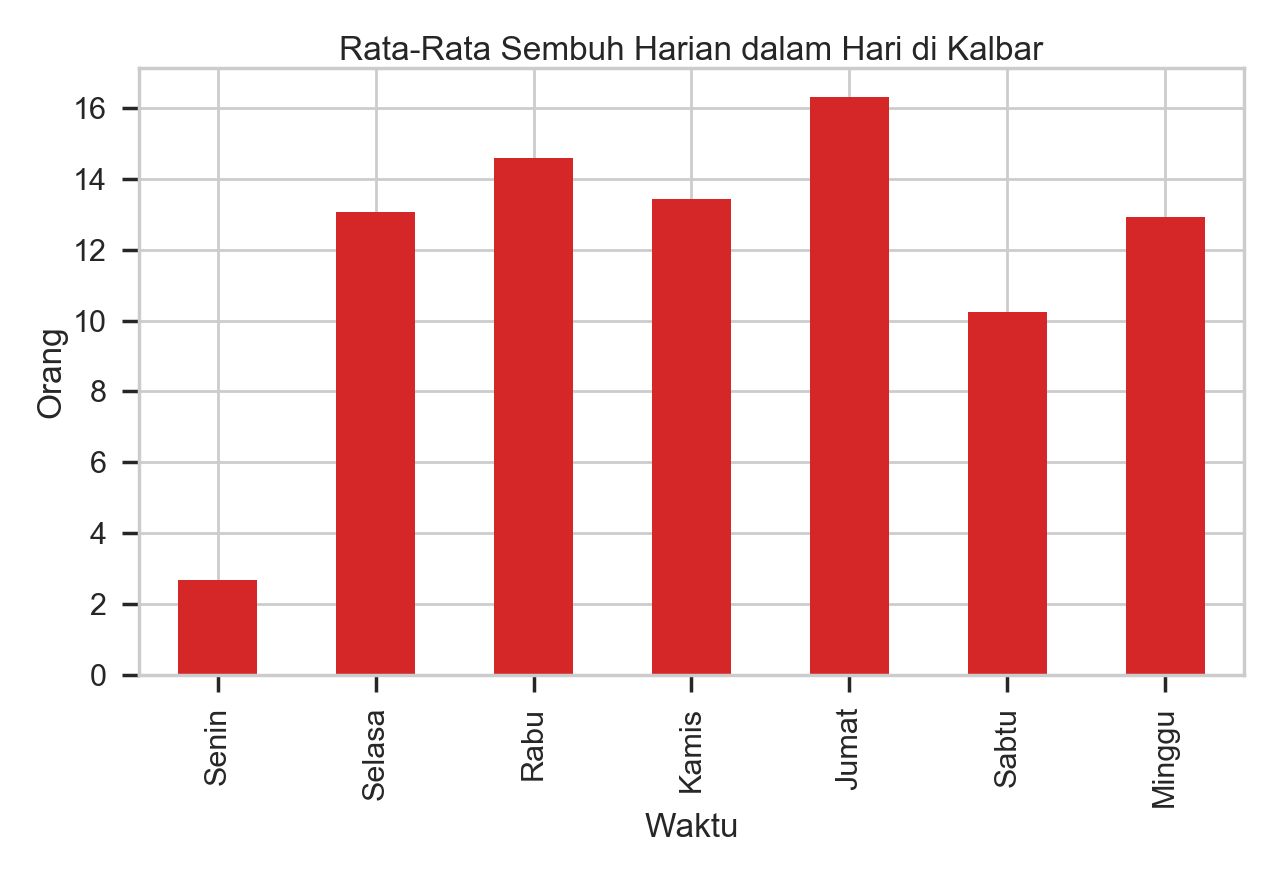 Rata-Rata Sembuh Harian dalam Hari di Kalbar
16
14
12
10
8
6
4
2
0
Orang
Senin
Selasa
Rabu
Kamis
Jumat
Sabtu
Minggu
Waktu